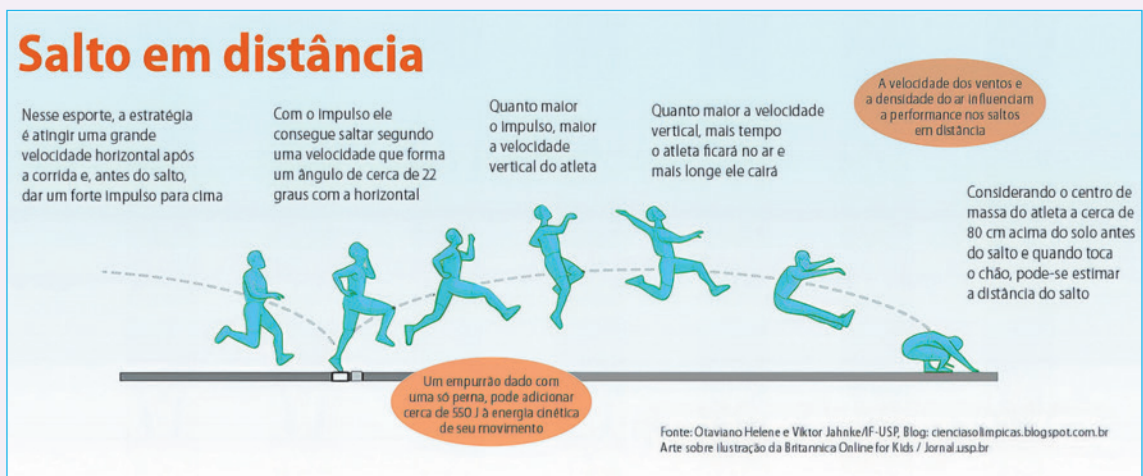 Salto em distância
Nesse esporte, a estratégia
é atingir uma grande
velocidade horizontal após
a corrida e, antes do salto,
dar um forte impulso para cima
Com o impulso ele
consegue saltar segundo
uma velocidade que forma
um ângulo de cerca de 22
graus com a horizontal
Quanto maior
o impulso, maior
a velocidade
vertical do atleta
Quanto maior a velocidade
vertical, mais tempo
o atleta ficará no ar e
mais longe ele cairá
A velocidade dos ventos e
a densidade do ar influenciam
a performance nos saltos
em distância
Considerando o centro de
massa do atleta a cerca de
80 cm acima do solo antes
do salto e quando toca
o chão, pode-se estimar
a distância do salto
Um empurrão dado com
uma só perna, pode adicionar
cerca de 550 J à energia cinética
de seu movimento
Fonte: Otaviano Helene e Viktor Jahnke/IF-USP, Blog: cienciasolimpicas.blogspot.com.br
Arte sobre ilustração da Britannica Online for Kids / Jornal.usp.br